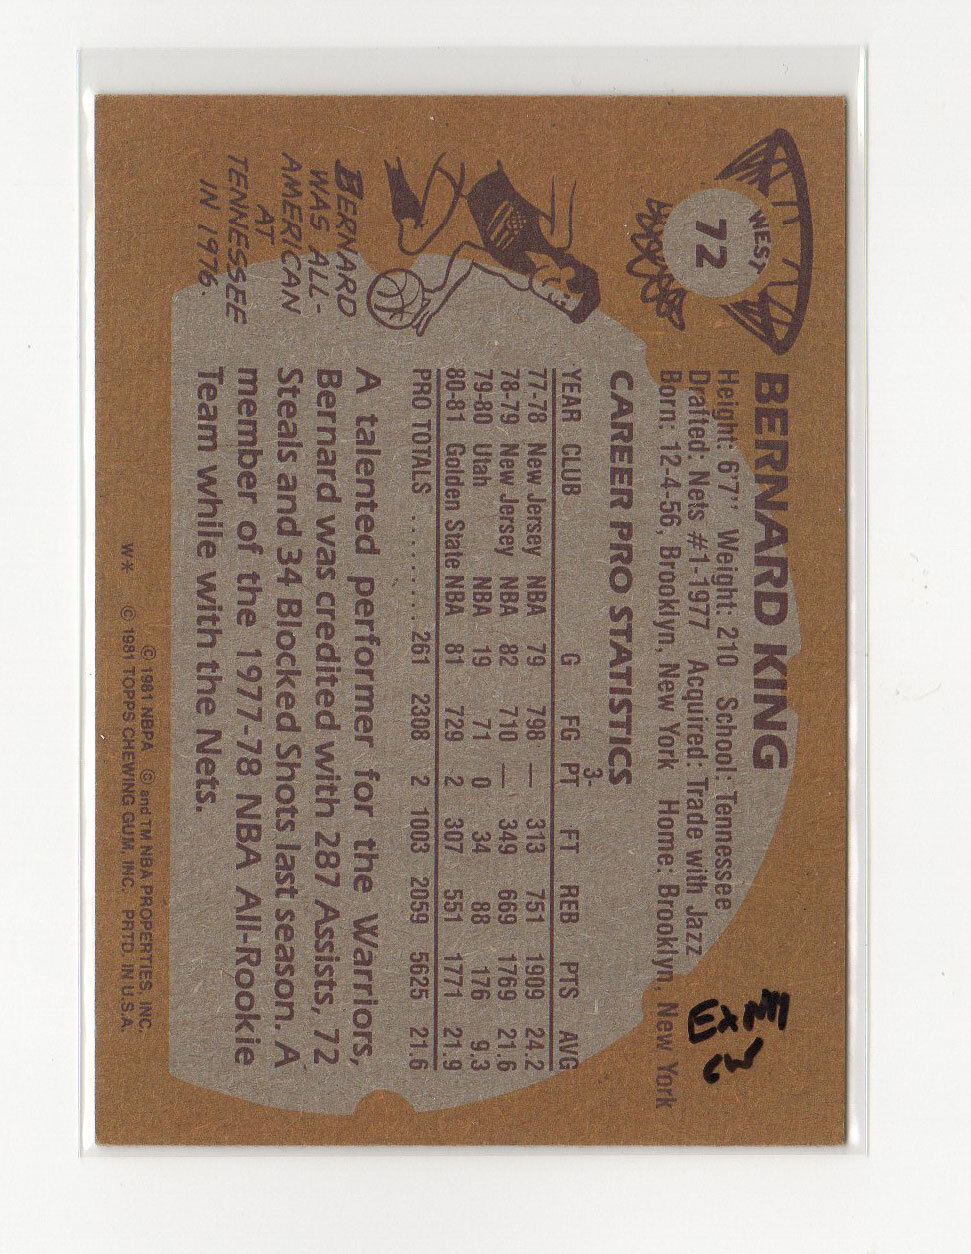 WEST
72
BERNARD KING
Height: 6'7" Weight: 210 School: Tennessee
Drafted: Nets #1-1977 Acquired: Trade with Jazz
Born: 12-4-56, Brooklyn, New York Home: Brooklyn, New York
CAREER PRO STATISTICS
3-
YEAR CLUB G FG PT FT REB PTS AVG
77-78 New Jersey NBA 79 798 — 313 751 1909 24.2
78-79 New Jersey NBA 82 710 — 349 669 1769 21.6
79-80 Utah NBA 19 71 0 34 88 176 9.3
80-81 Golden State NBA 81 729 2 307 551 1771 21.9
PRO TOTALS .......... 261 2308 2 1003 2059 5625 21.6
BERNARD
WAS ALL-
AMERICAN
AT
TENNESSEE
IN 1976.
A talented performer for the Warriors,
Bernard was credited with 287 Assists, 72
Steals and 34 Blocked Shots last season. A
member of the 1977-78 NBA All-Rookie
Team while with the Nets.
© 1981 NBPA © and TM NBA PROPERTIES, INC.
W* © 1981 TOPPS CHEWING GUM, INC. PRTD. IN U.S.A.